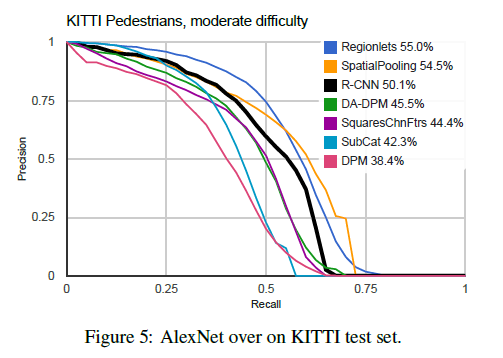 KITTI Pedestrians, moderate difficulty
1
0.75
0.5
0.25
0
Precision
Regionlets 55.0%
SpatialPooling 54.5%
R-CNN 50.1%
DA-DPM 45.5%
SquaresChnFtrs 44.4%
SubCat 42.3%
DPM 38.4%
0
0.25
0.5
0.75
1
Recall
Figure 5: AlexNet over on KITTI test set.